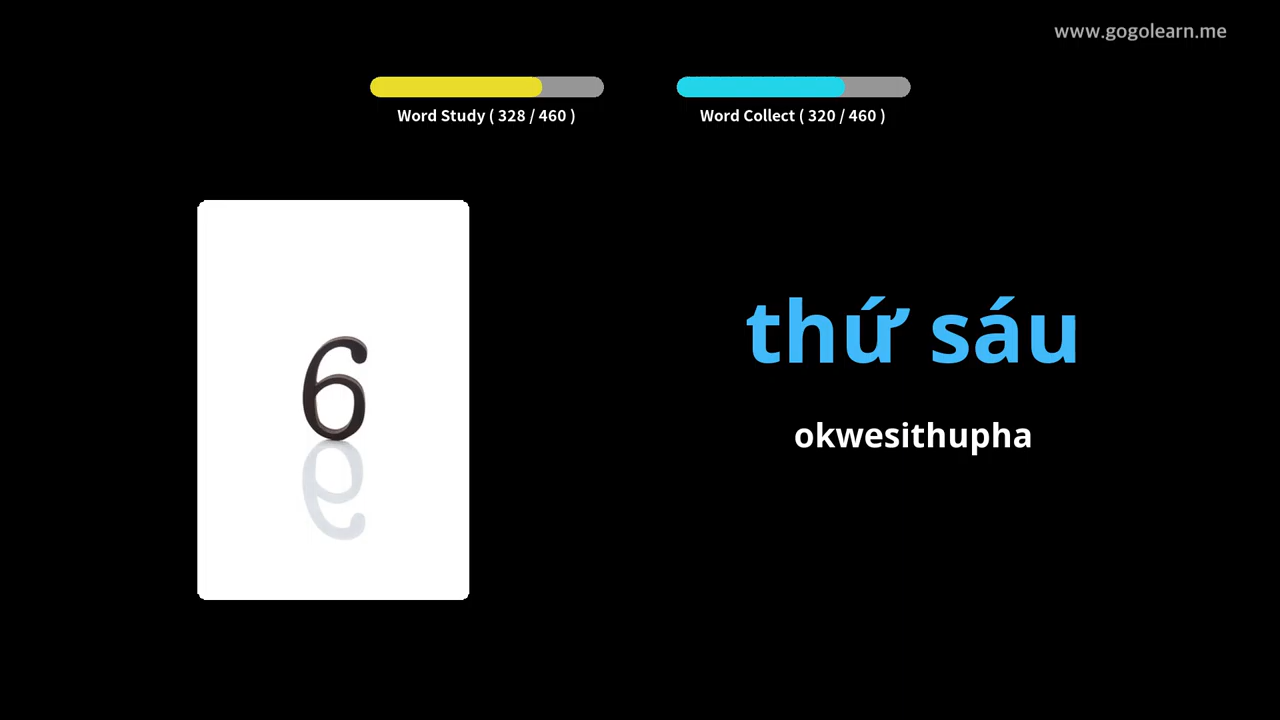 www.gogolearn.me
Word Study ( 328 / 460 )
Word Collect ( 320 / 460 )
6
thứ sáu
okwesithupha